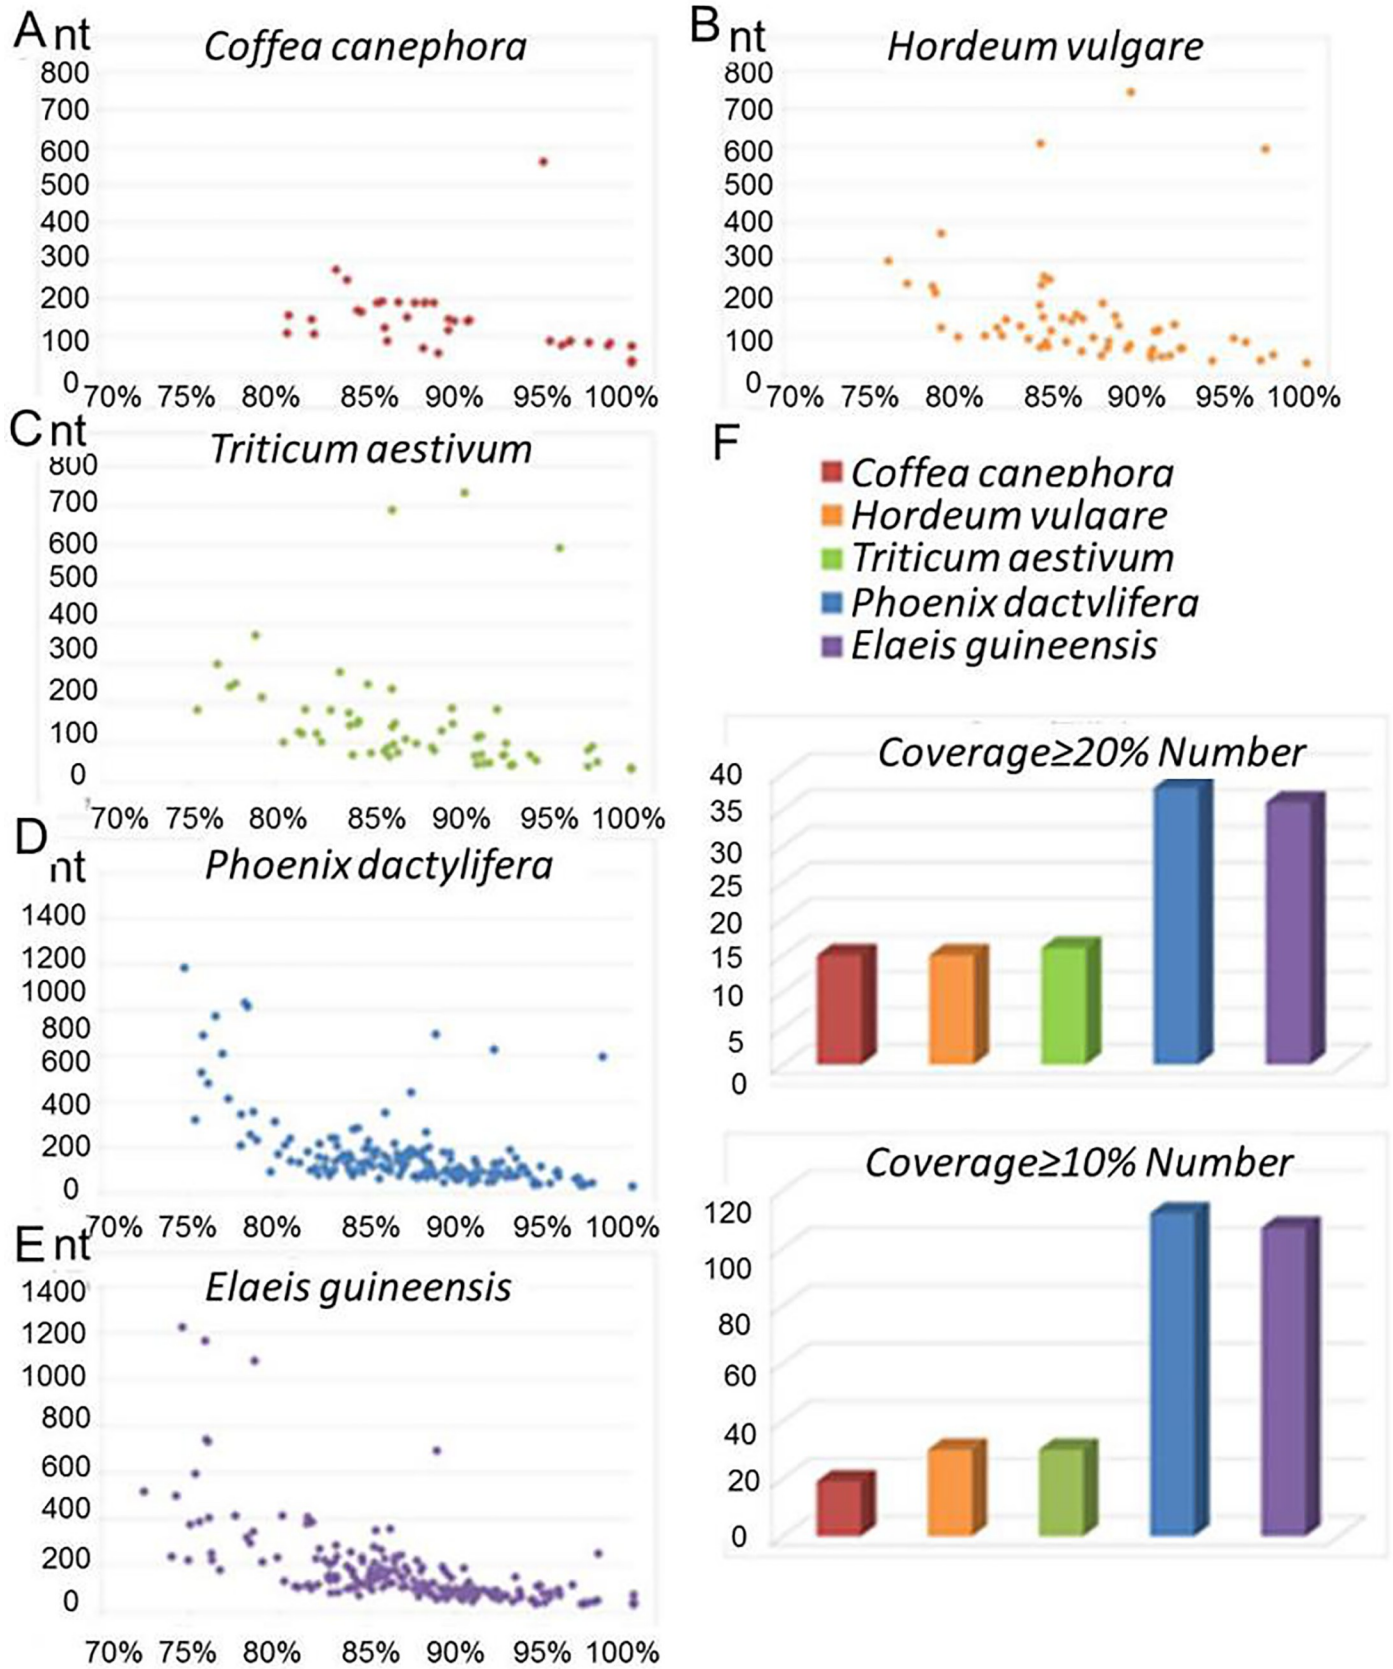 A nt
Coffea canephora
800
700
600
500
400
300
200
100
0
70% 75% 80% 85% 90% 95% 100%
B nt
Hordeum vulgare
800
700
600
500
400
300
200
100
0
70% 75% 80% 85% 90% 95% 100%
C nt
Triticum aestivum
800
700
600
500
400
300
200
100
0
70% 75% 80% 85% 90% 95% 100%
D
nt
Phoenix dactylifera
1400
1200
1000
800
600
400
200
0
70% 75% 80% 85% 90% 95% 100%
E nt
Elaeis guineensis
1400
1200
1000
800
600
400
200
0
70% 75% 80% 85% 90% 95% 100%
F
Coffea canephora
Hordeum vulgare
Triticum aestivum
Phoenix dactylifera
Elaeis guineensis
Coverage≥20% Number
40
35
30
25
20
15
10
5
0
Coverage≥10% Number
120
100
80
60
40
20
0